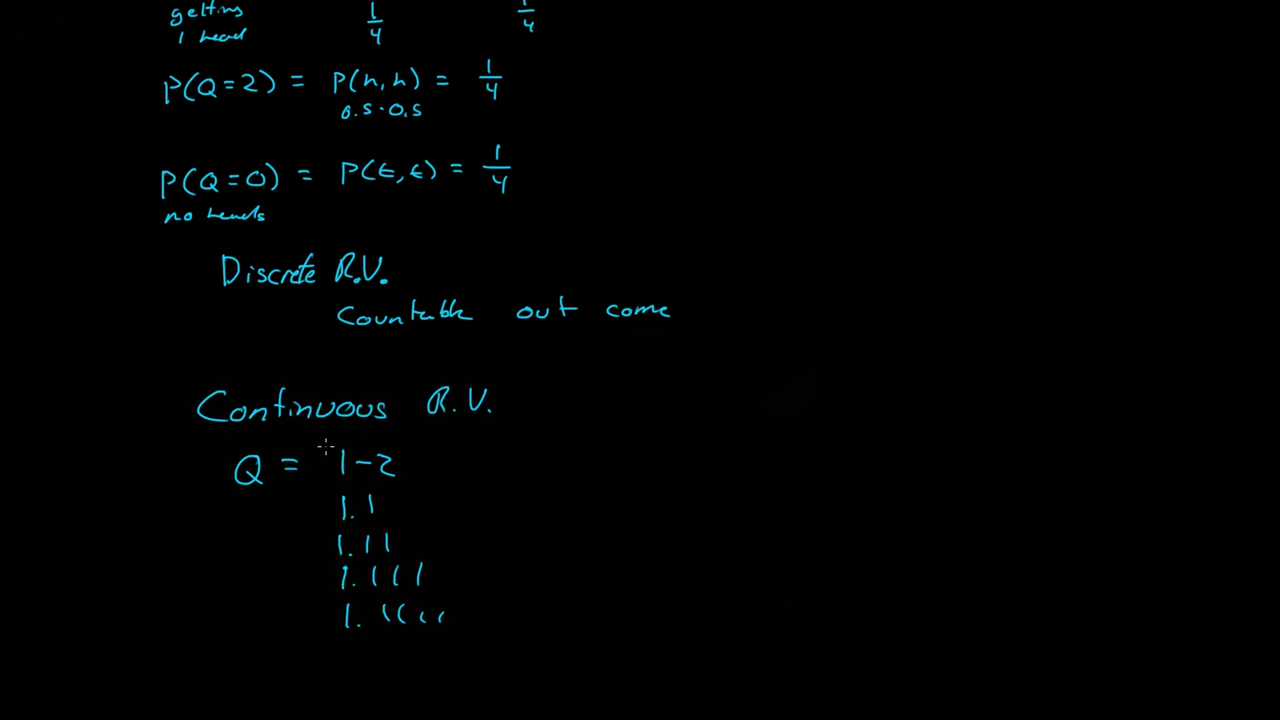 getting 1/4 1/4
1 head
P(Q=2) = P(h,h) = 1/4
0.5·0.5
P(Q=0) = P(t,t) = 1/4
no heads
Discrete R.V.
Countable out come
Continuous R.V.
Q = 1-2
1.1
1.11
1.111
1.1111